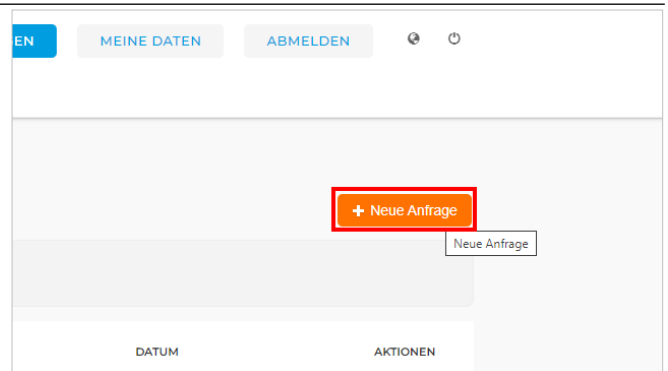 EN MEINE DATEN ABMELDEN
+ Neue Anfrage
Neue Anfrage
DATUM AKTIONEN